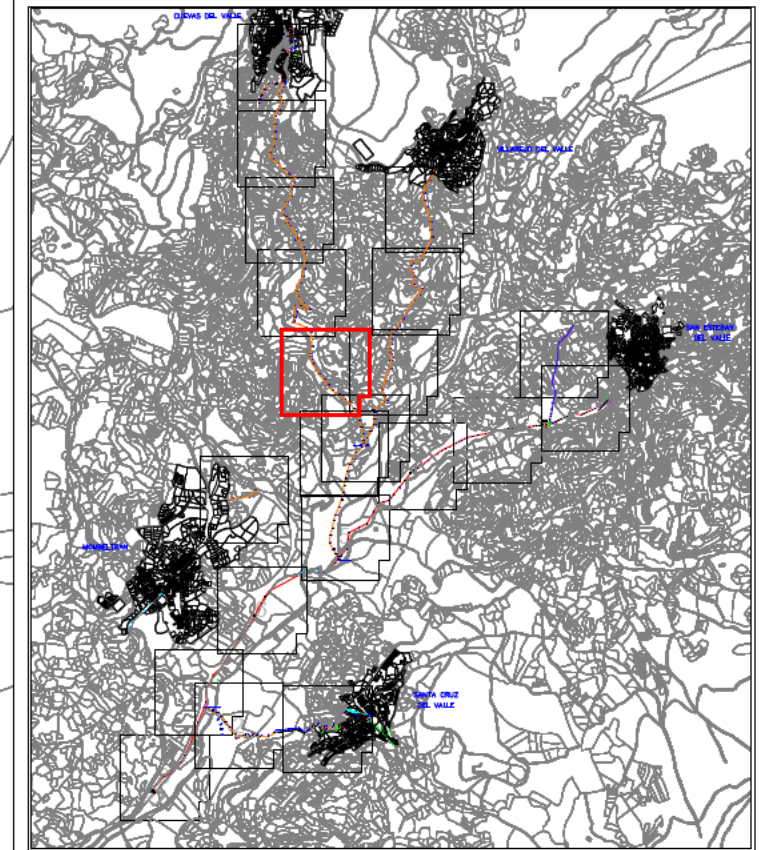 CUEVAS DEL VALLE
VILLAREJO DEL VALLE
SAN ESTEBAN
DEL VALLE
MOMBELTRAN
SANTA CRUZ
DEL VALLE